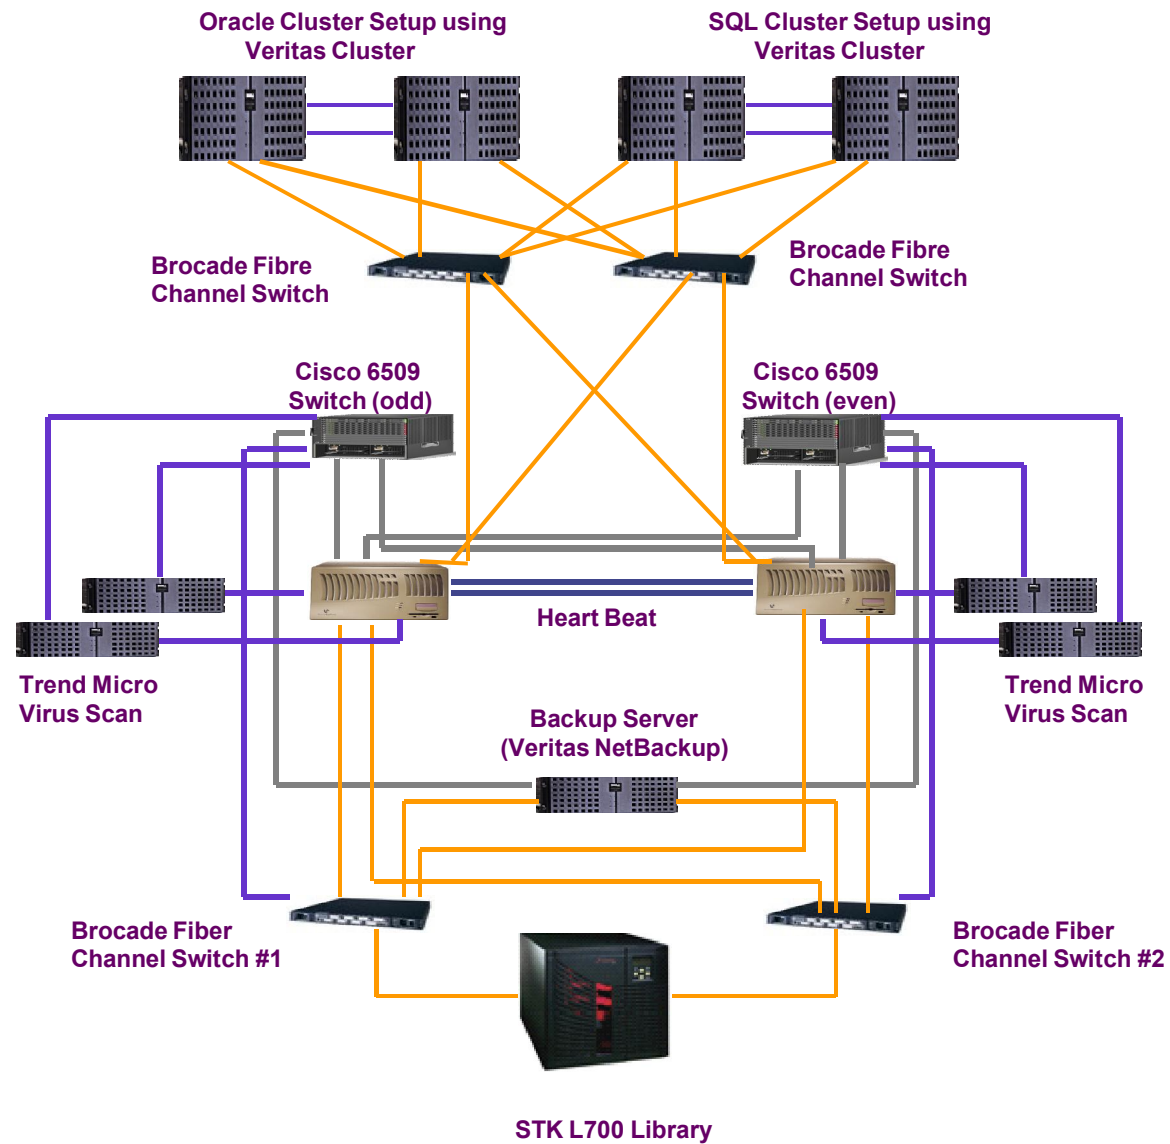 Oracle Cluster Setup using
Veritas Cluster
SQL Cluster Setup using
Veritas Cluster
Brocade Fibre
Channel Switch
Brocade Fibre
Channel Switch
Cisco 6509
Switch (odd)
Cisco 6509
Switch (even)
Heart Beat
Trend Micro
Virus Scan
Trend Micro
Virus Scan
Backup Server
(Veritas NetBackup)
Brocade Fiber
Channel Switch #1
Brocade Fiber
Channel Switch #2
STK L700 Library